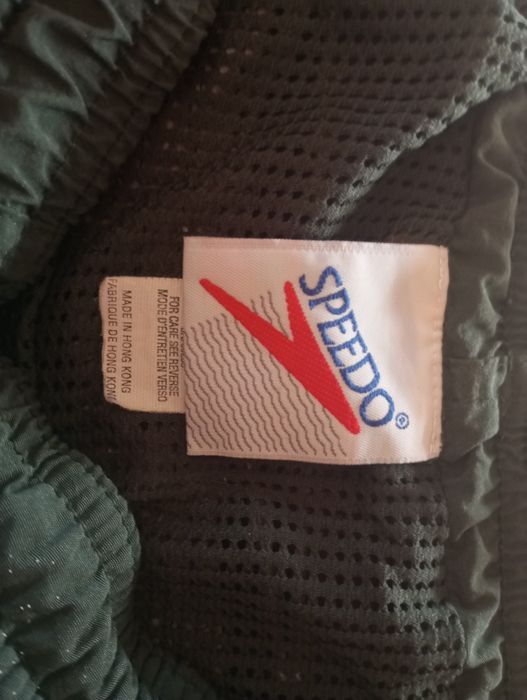 SPEEDO®
FOR CARE SEE REVERSE
MODE D'ENTRETIEN VERSO
MADE IN HONG KONG
FABRIQUE DE HONG KONG